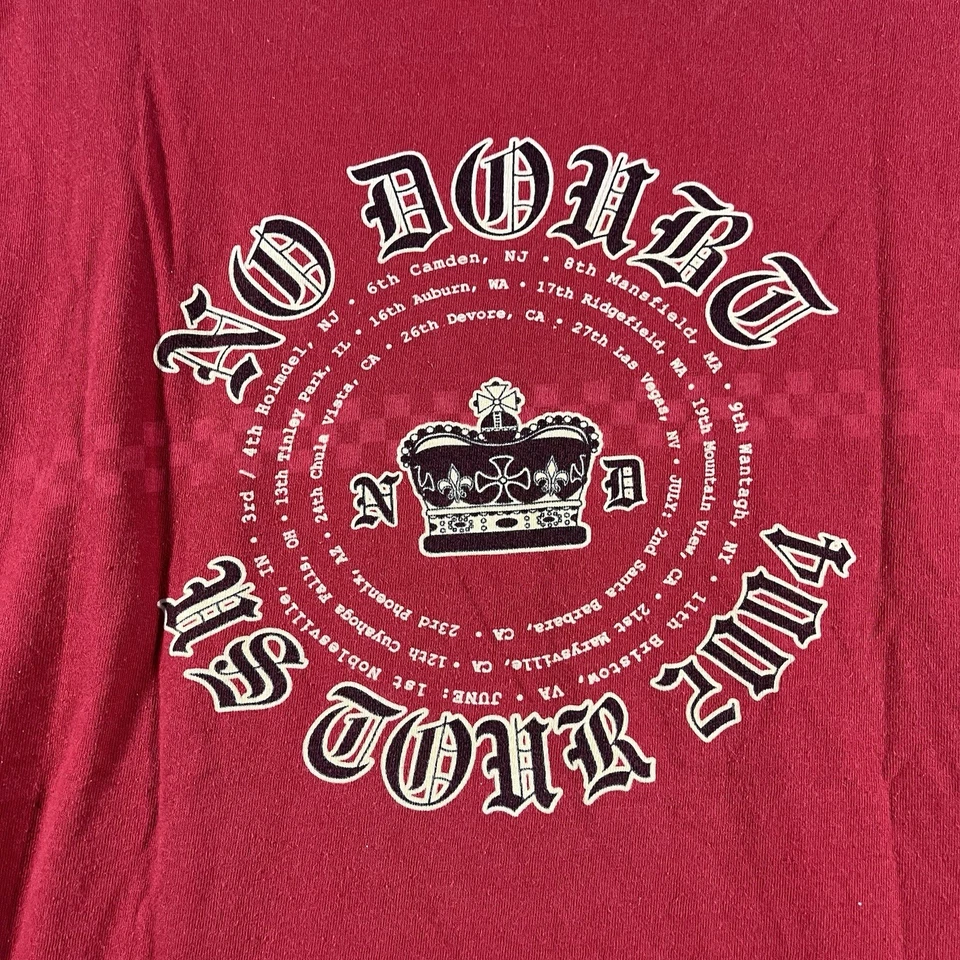 NO DOUBT
JUNE: 1st Noblesville, IN • 3rd / 4th Holmdel, NJ • 6th Camden, NJ • 8th Mansfield, MA • 9th Wantagh, NY • 11th Bristow, VA •
12th Cuyahoga Falls, OH • 13th Tinley Park, IL • 16th Auburn, WA • 17th Ridgefield, WA • 19th Mountain View, CA • 21st Marysville, CA •
23rd Phoenix, AZ • 24th Chula Vista, CA • 26th Devore, CA • 27th Las Vegas, NV • JULY: 2nd Santa Barbara, CA •
N D
US TOUR 2004